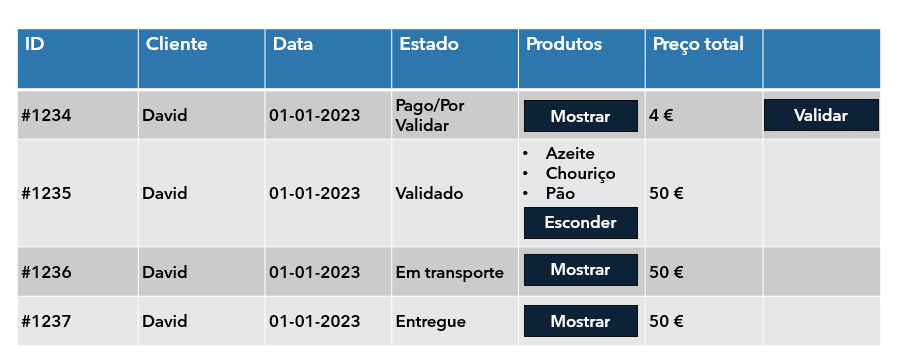 ID Cliente Data Estado Produtos Preço total
#1234 David 01-01-2023 Pago/Por Validar Mostrar 4 € Validar
• Azeite
• Chouriço
#1235 David 01-01-2023 Validado • Pão 50 €
Esconder
#1236 David 01-01-2023 Em transporte Mostrar 50 €
#1237 David 01-01-2023 Entregue Mostrar 50 €